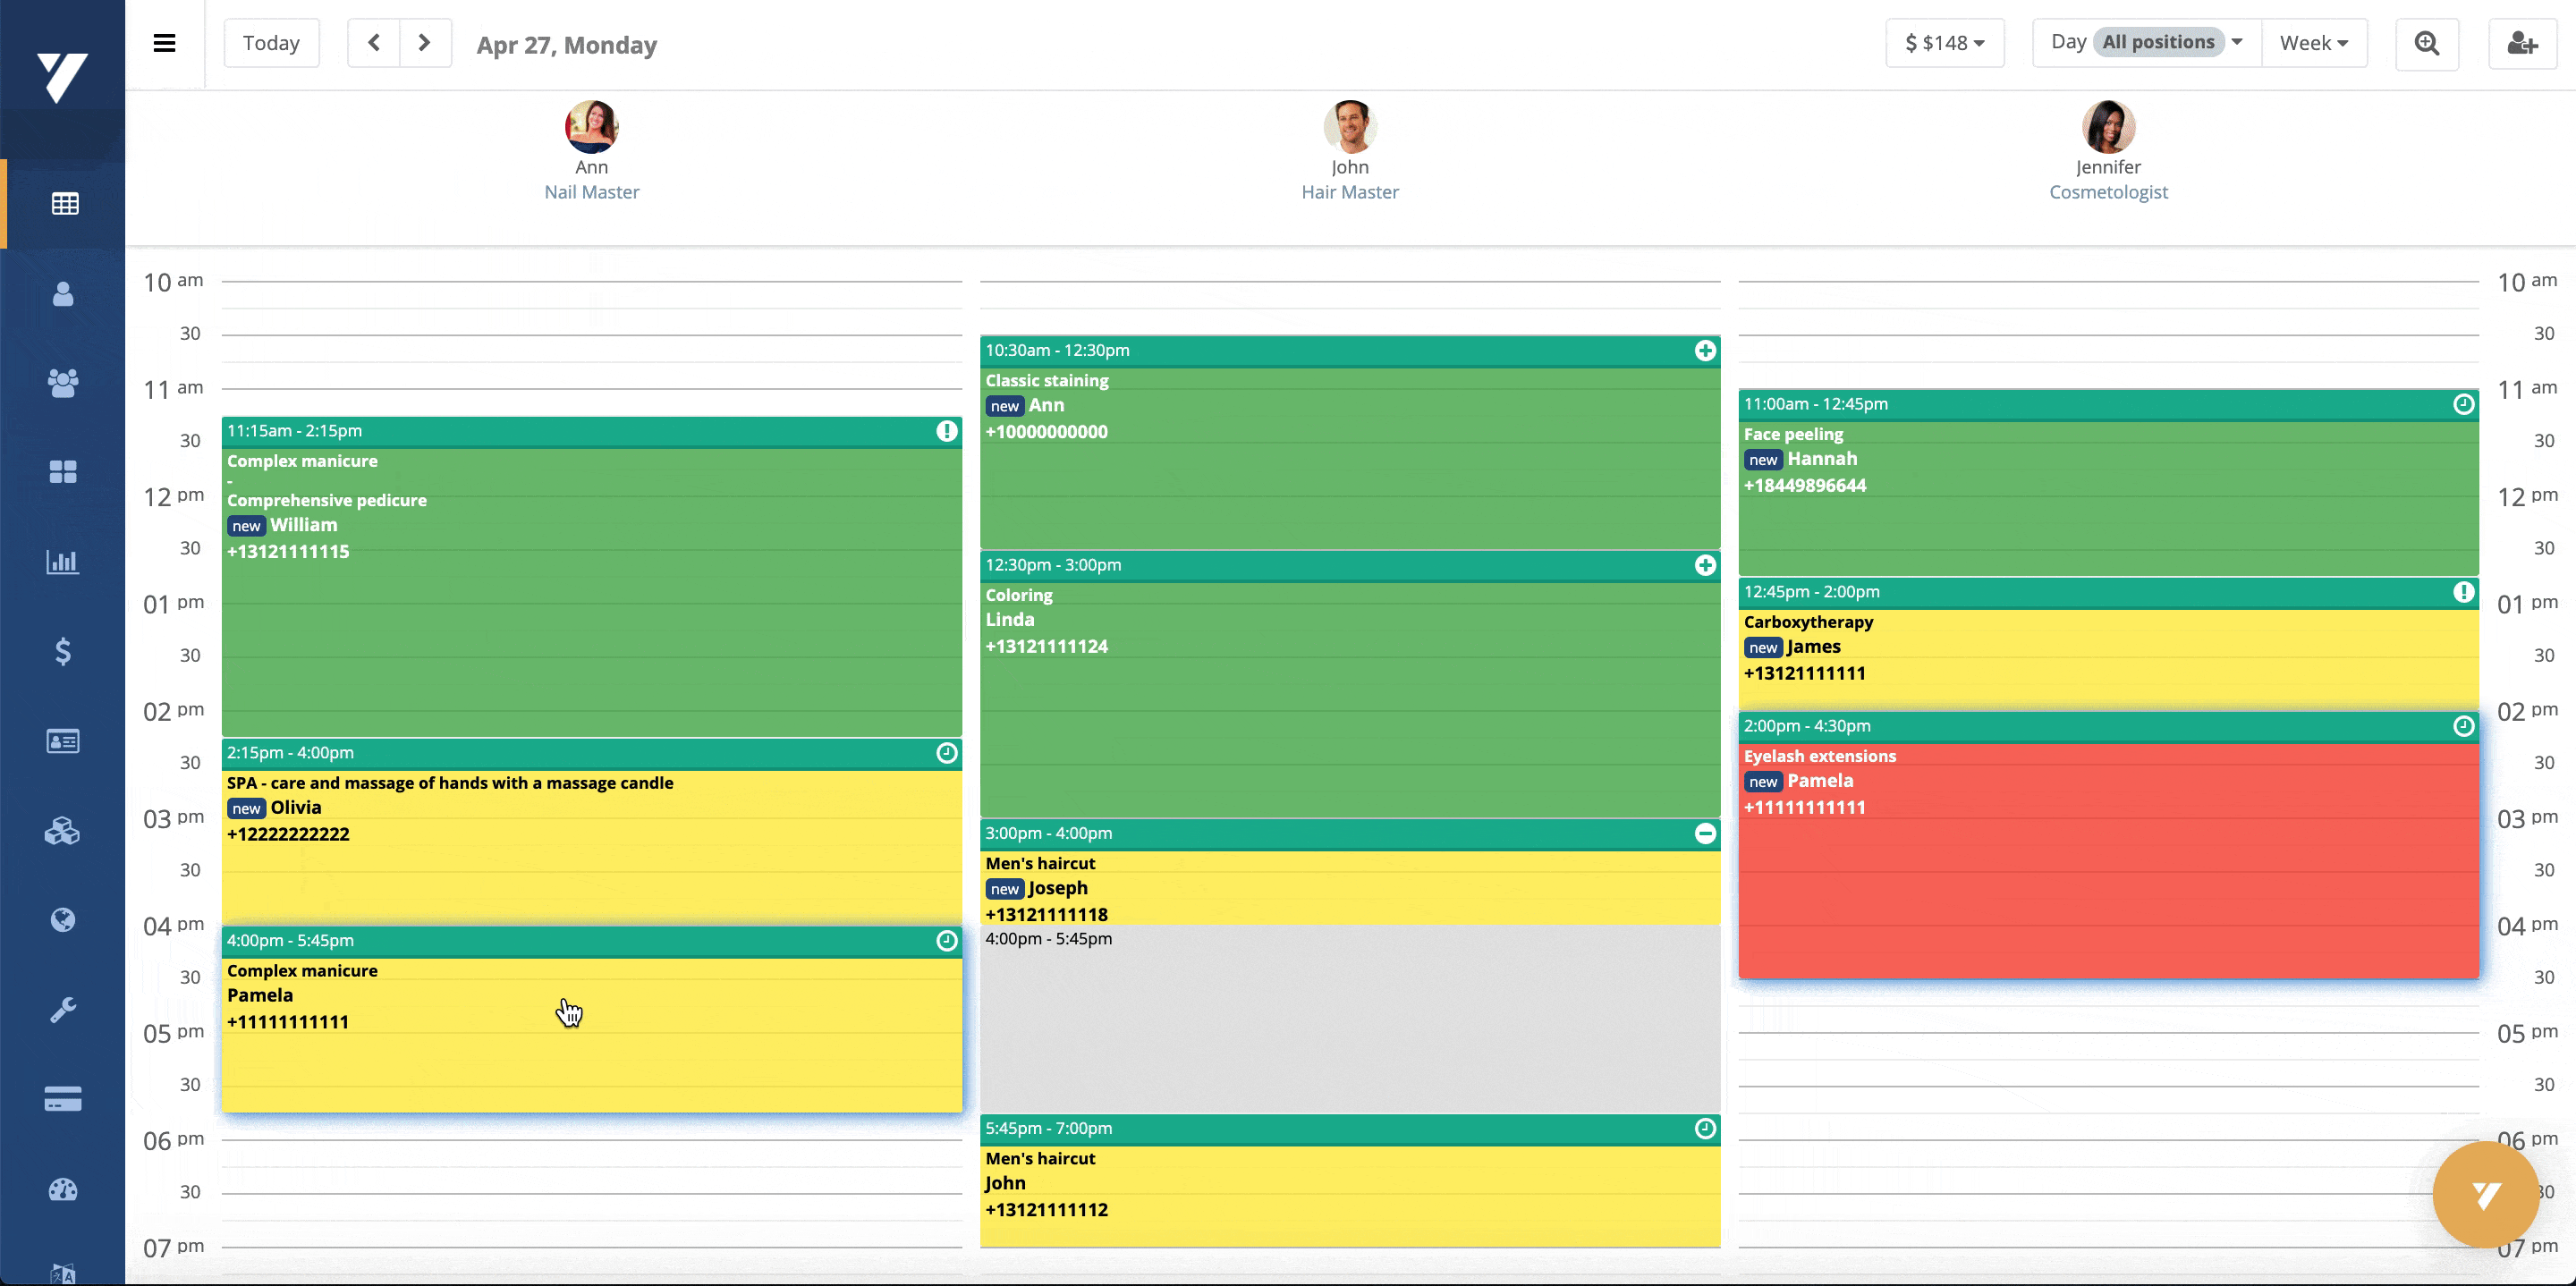 Today
Apr 27, Monday
$ $148
Day All positions
Week
Ann
Nail Master
John
Hair Master
Jennifer
Cosmetologist
10 am
30
11 am
30
12 pm
30
01 pm
30
02 pm
30
03 pm
30
04 pm
30
05 pm
30
06 pm
30
07 pm
11:15am - 2:15pm
Complex manicure
-
Comprehensive pedicure
new William
+13121111115
2:15pm - 4:00pm
SPA - care and massage of hands with a massage candle
new Olivia
+12222222222
4:00pm - 5:45pm
Complex manicure
Pamela
+11111111111
10:30am - 12:30pm
Classic staining
new Ann
+10000000000
12:30pm - 3:00pm
Coloring
Linda
+13121111124
3:00pm - 4:00pm
Men's haircut
new Joseph
+13121111118
4:00pm - 5:45pm
5:45pm - 7:00pm
Men's haircut
John
+13121111112
11:00am - 12:45pm
Face peeling
new Hannah
+18449896644
12:45pm - 2:00pm
Carboxytherapy
new James
+13121111111
2:00pm - 4:30pm
Eyelash extensions
new Pamela
+11111111111
10 am
30
11 am
30
12 pm
30
01 pm
30
02 pm
30
03 pm
30
04 pm
30
05 pm
30
06 pm
30
07 pm